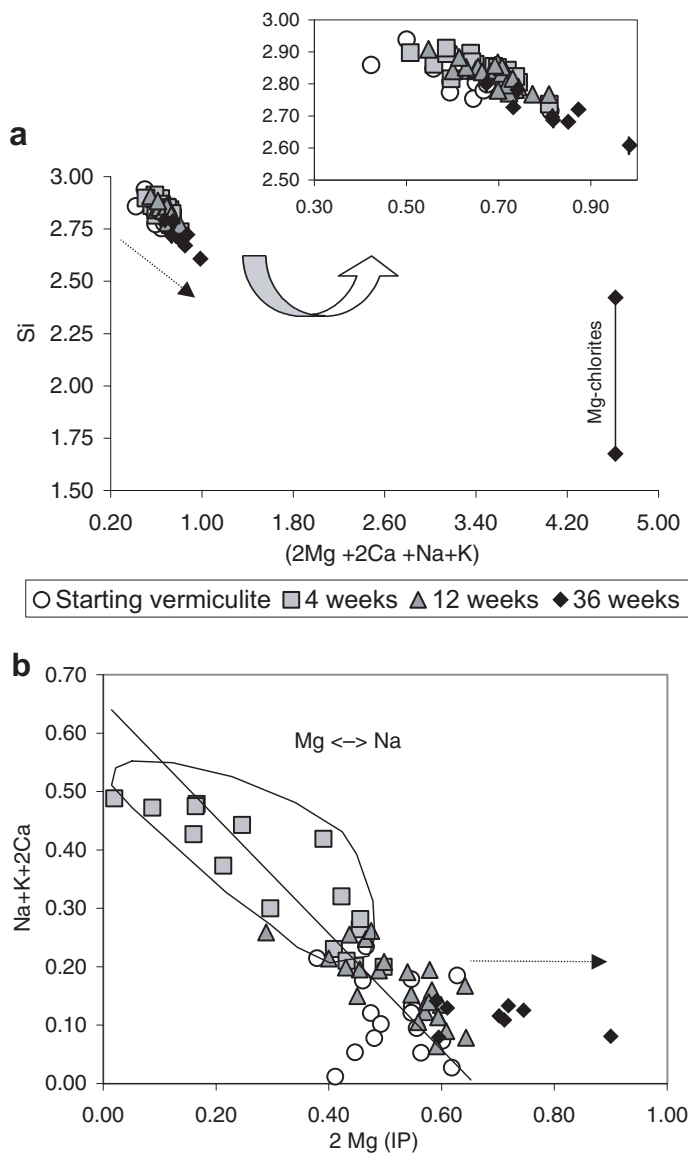 3.00
2.90
2.80
2.70
2.60
2.50
0.30 0.50 0.70 0.90
a
3.00
2.75
2.50
2.25
2.00
1.75
1.50
Si
Mg-chlorites
0.20 1.00 1.80 2.60 3.40 4.20 5.00
(2Mg +2Ca +Na+K)
Starting vermiculite 4 weeks 12 weeks 36 weeks
b
0.70
0.60
0.50
0.40
0.30
0.20
0.10
0.00
Na+K+2Ca
Mg <-> Na
0.00 0.20 0.40 0.60 0.80 1.00
2 Mg (IP)